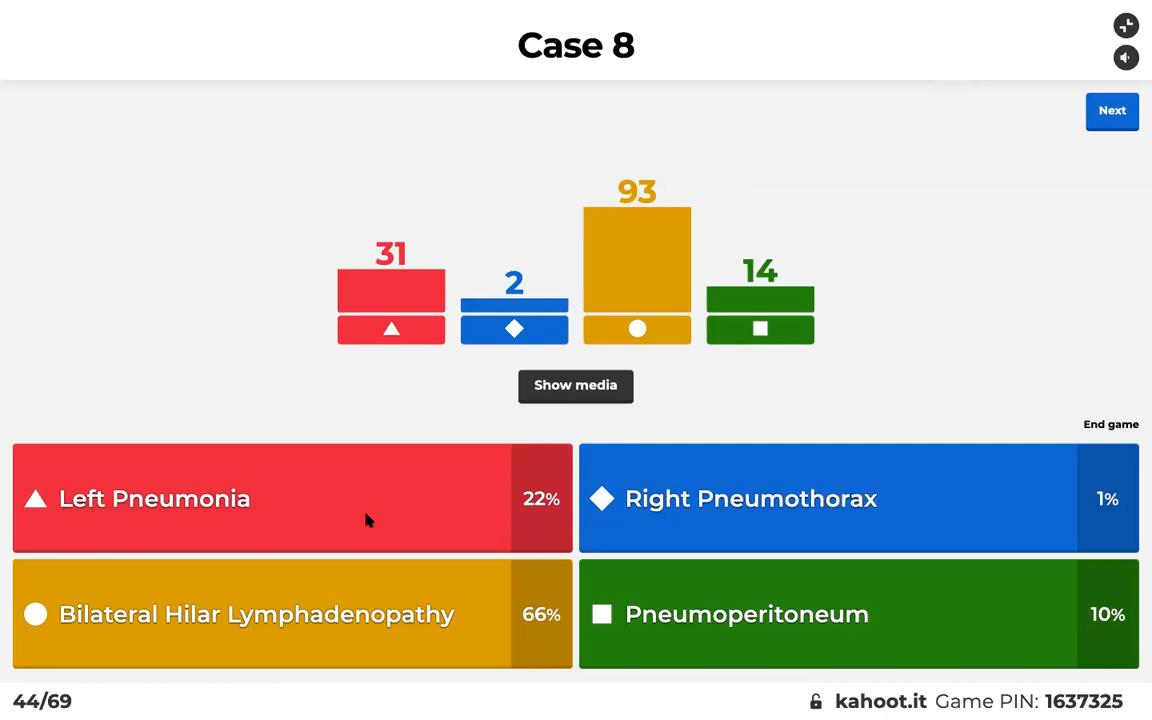 Case 8
Next
93
31
14
2
Show media
End game
Left Pneumonia 22%
Right Pneumothorax 1%
Bilateral Hilar Lymphadenopathy 66%
Pneumoperitoneum 10%
44/69
kahoot.it Game PIN: 1637325